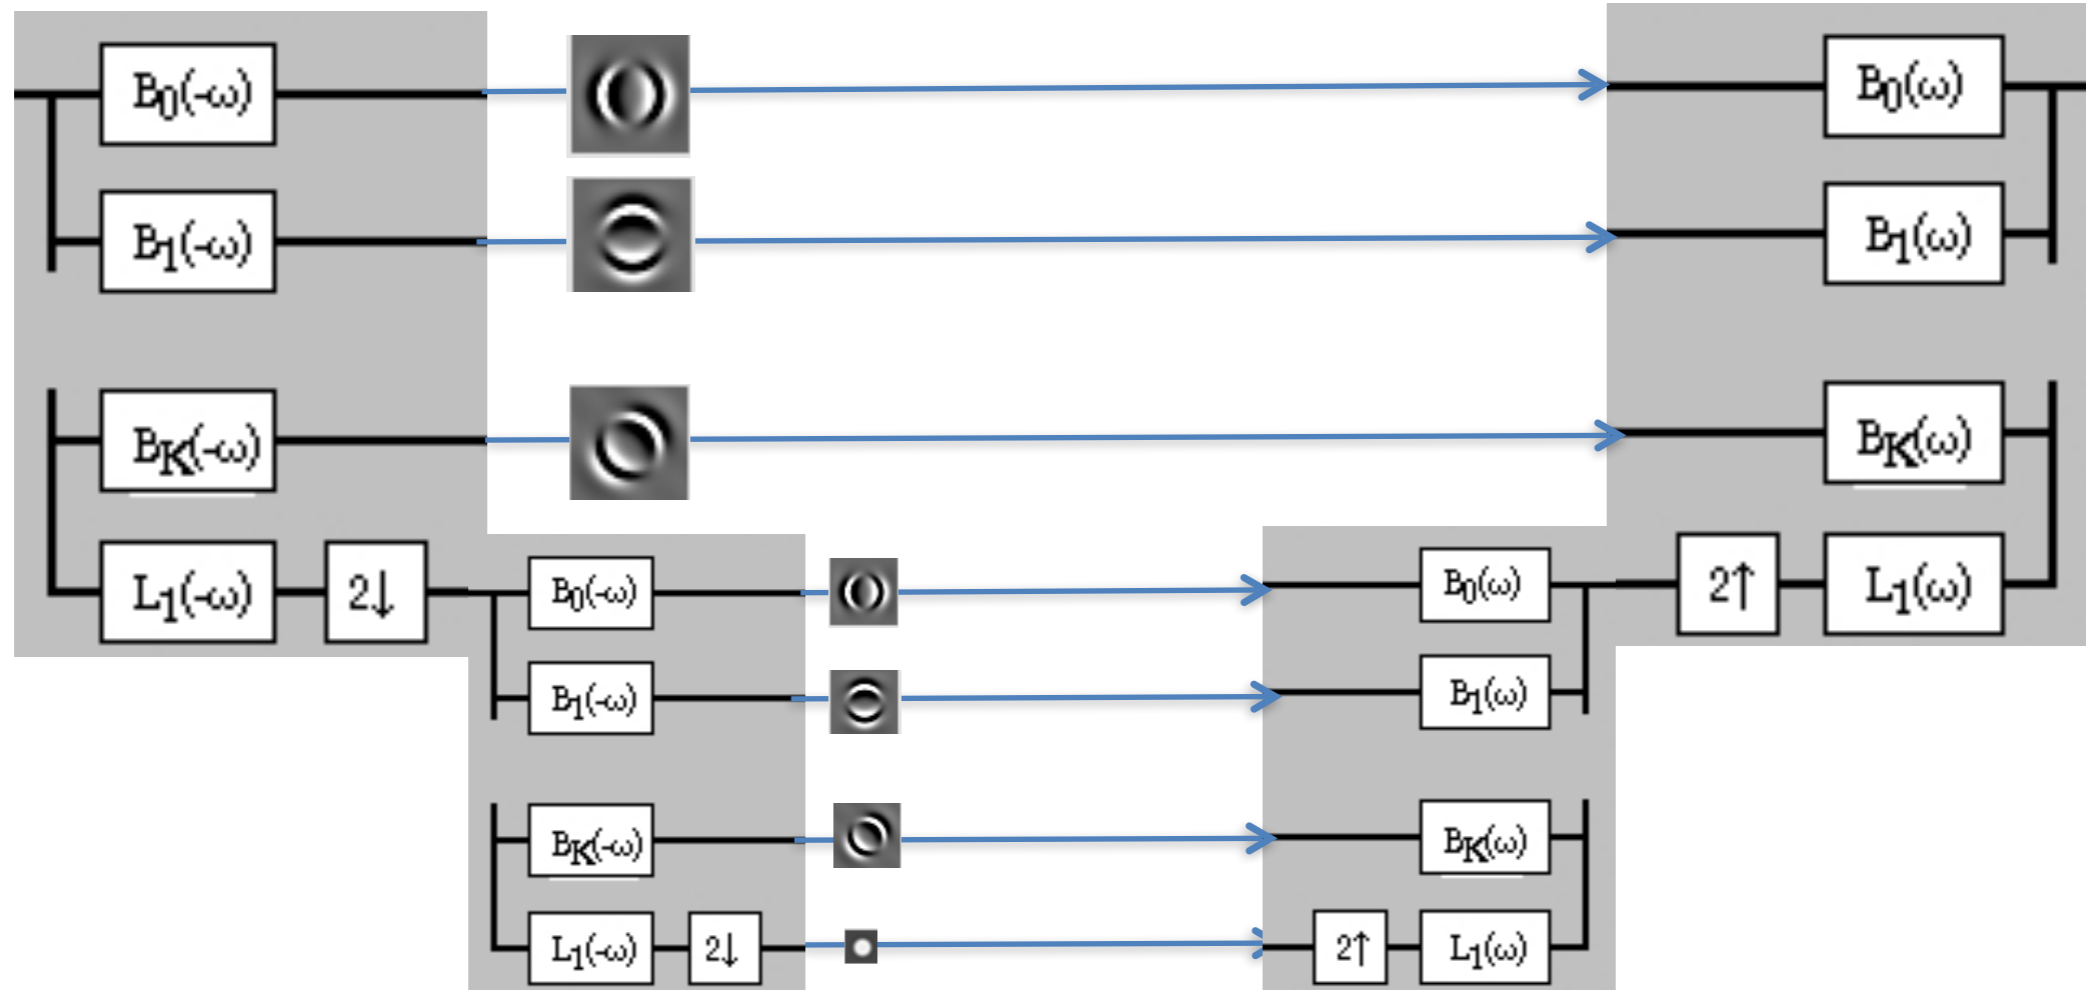 B0(-ω)
B1(-ω)
BK(-ω)
L1(-ω)
2↓
B0(-ω)
B1(-ω)
BK(-ω)
L1(-ω)
2↓
B0(ω)
B1(ω)
BK(ω)
2↑
L1(ω)
B0(ω)
B1(ω)
BK(ω)
2↑
L1(ω)